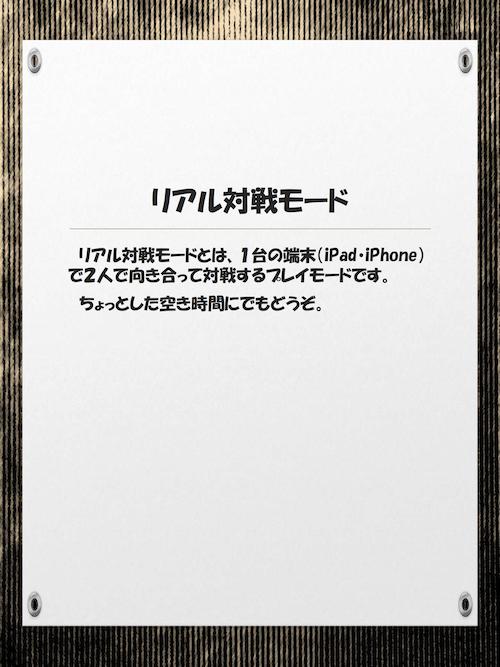 リアル対戦モード
リアル対戦モードとは、1台の端末(iPad・iPhone)
で2人で向き合って対戦するプレイモードです。
ちょっとした空き時間にでもどうぞ。